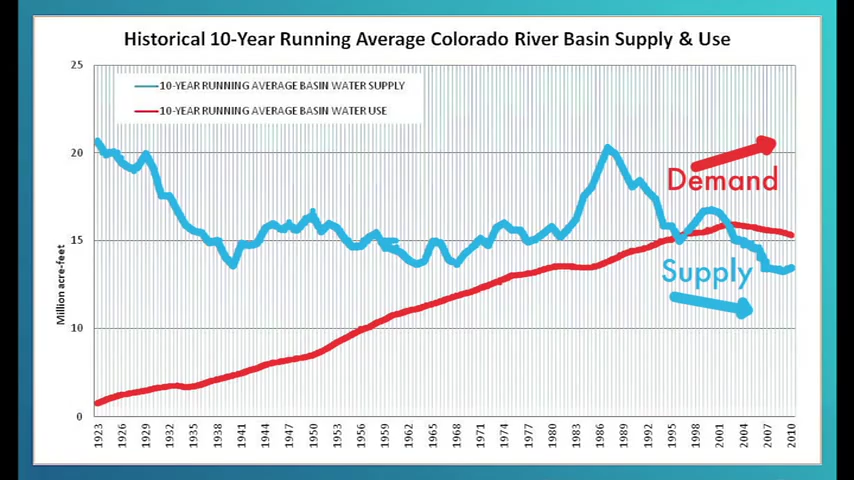 Historical 10-Year Running Average Colorado River Basin Supply & Use
25
10-YEAR RUNNING AVERAGE BASIN WATER SUPPLY
10-YEAR RUNNING AVERAGE BASIN WATER USE
20
Demand
15
Supply
Million acre-feet
10
0
1923 1926 1929 1932 1935 1938 1941 1944 1947 1950 1953 1956 1959 1962 1965 1968 1971 1974 1977 1980 1983 1986 1989 1992 1995 1998 2001 2004 2007 2010